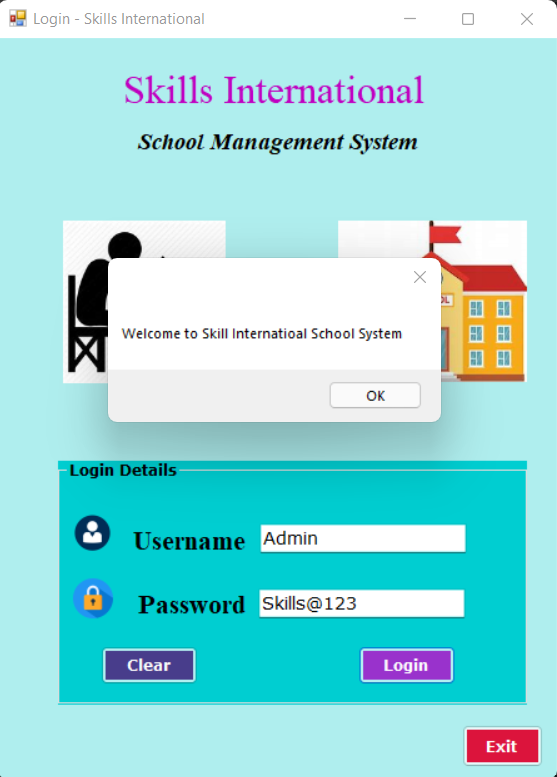 Login - Skills International
Skills International
School Management System
OL
Welcome to Skill Internatioal School System
OK
Login Details
Username
Admin
Password
Skills@123
Clear
Login
Exit